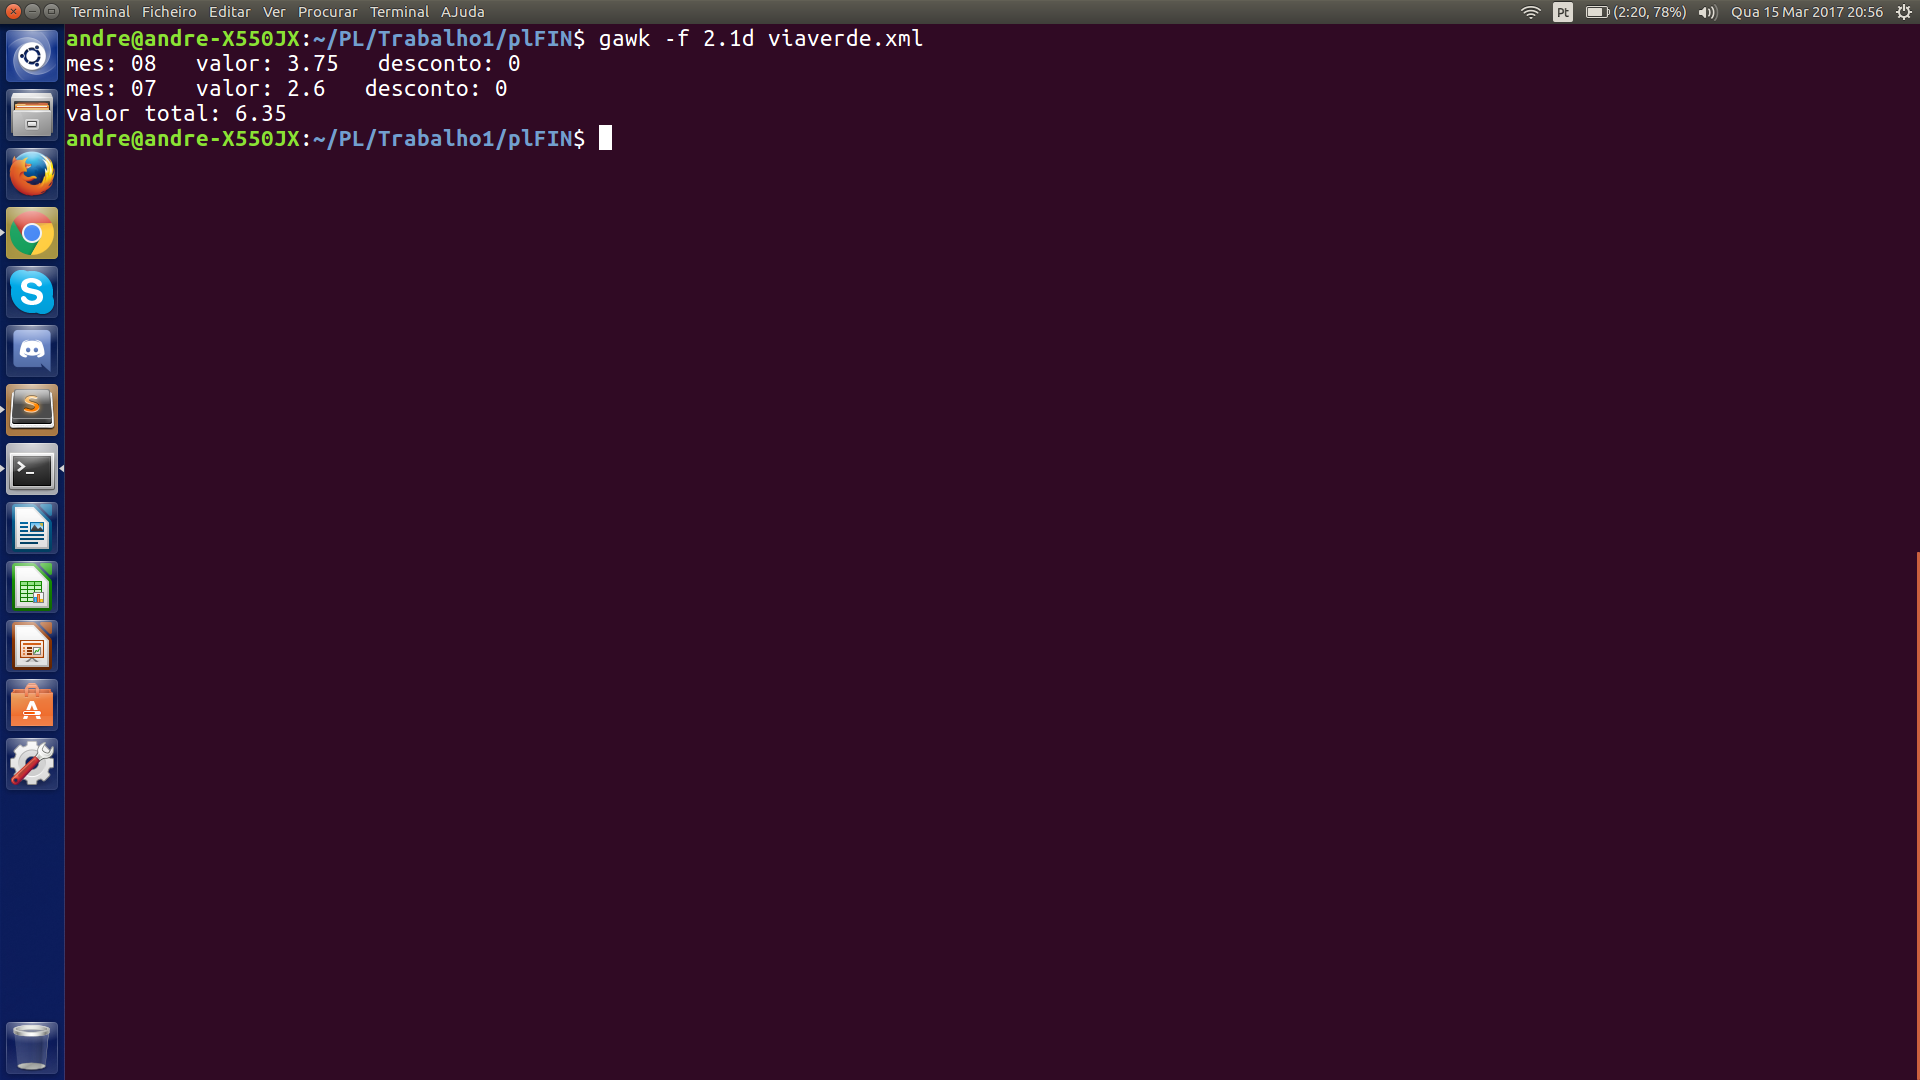 Terminal Ficheiro Editar Ver Procurar Terminal AJuda Pt (2:20, 78%) Qua 15 Mar 2017 20:56
andre@andre-X550JX:~/PL/Trabalho1/plFIN$ gawk -f 2.1d viaverde.xml
mes: 08   valor: 3.75   desconto: 0
mes: 07   valor: 2.6   desconto: 0
valor total: 6.35
andre@andre-X550JX:~/PL/Trabalho1/plFIN$